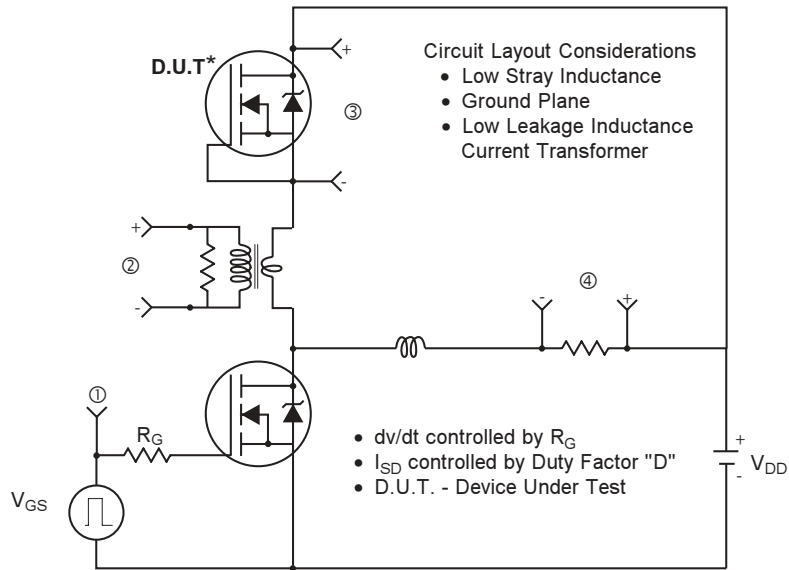 D.U.T*
+
③
-
Circuit Layout Considerations
• Low Stray Inductance
• Ground Plane
• Low Leakage Inductance
Current Transformer
+
②
-
④
-
+
①
R_G
V_GS
• dv/dt controlled by R_G
• I_SD controlled by Duty Factor "D"
• D.U.T. - Device Under Test
+
V_DD
-